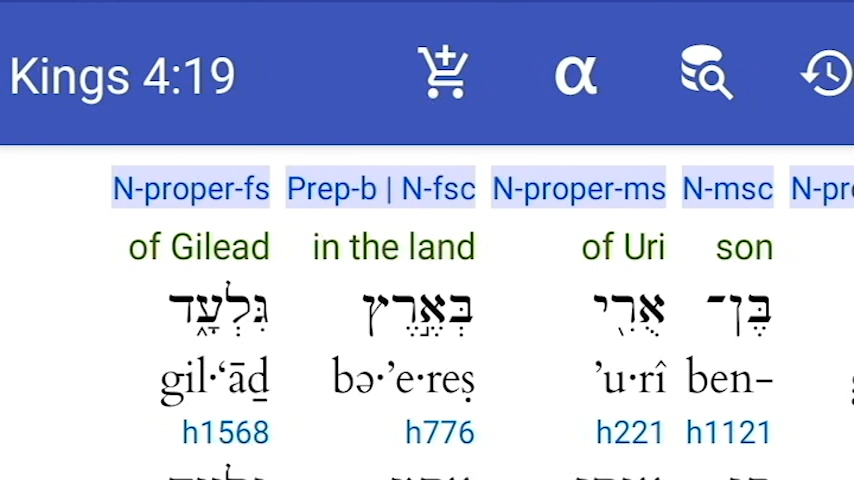 Kings 4:19 α
N-proper-fs Prep-b | N-fsc N-proper-ms N-msc
of Gilead in the land of Uri son
בֶּן־ אֻרִ֖י בְּאֶ֣רֶץ גִּלְעָ֑ד
gil·‘āḏ bə·’e·reṣ ’u·rî ben-
h1568 h776 h221 h1121